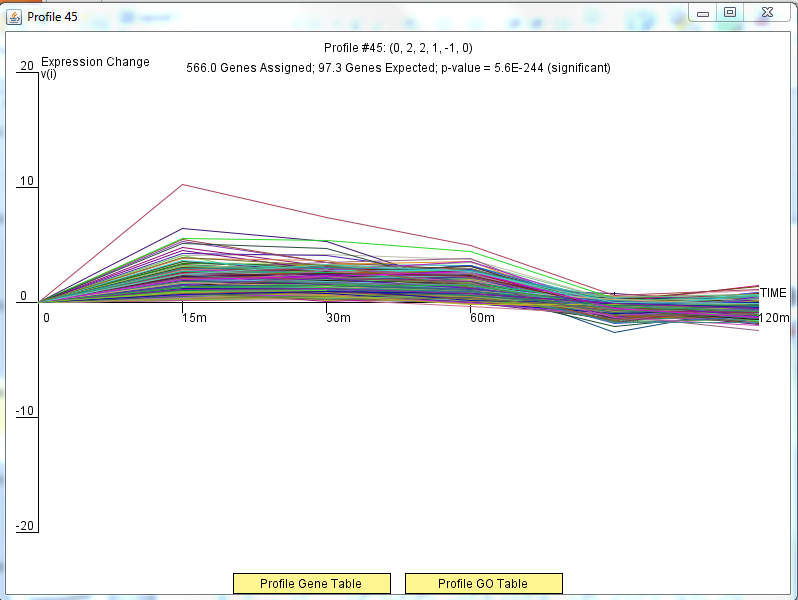 Profile 45
Profile #45: (0, 2, 2, 1, -1, 0)
Expression Change
v(i)
566.0 Genes Assigned; 97.3 Genes Expected; p-value = 5.6E-244 (significant)
20
10
0
TIME
0
15m
30m
60m
120m
-10
-20
Profile Gene Table
Profile GO Table